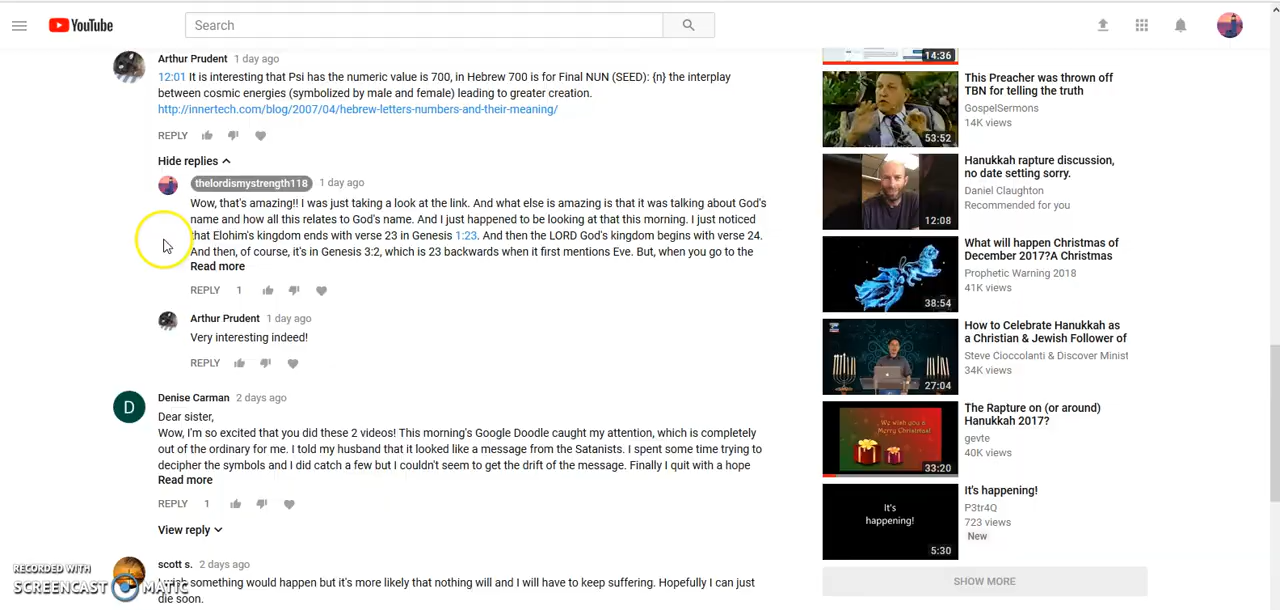 YouTube
Search
Arthur Prudent 1 day ago
12:01 It is interesting that Psi has the numeric value is 700, in Hebrew 700 is for Final NUN (SEED): {n} the interplay
between cosmic energies (symbolized by male and female) leading to greater creation.
http://innertech.com/blog/2007/04/hebrew-letters-numbers-and-their-meaning/
REPLY
Hide replies
thelordismystrength118 1 day ago
Wow, that's amazing!! I was just taking a look at the link. And what else is amazing is that it was talking about God's
name and how all this relates to God's name. And I just happened to be looking at that this morning. I just noticed
that Elohim's kingdom ends with verse 23 in Genesis 1:23. And then the LORD God's kingdom begins with verse 24.
And then, of course, it's in Genesis 3:2, which is 23 backwards when it first mentions Eve. But, when you go to the
Read more
REPLY 1
Arthur Prudent 1 day ago
Very interesting indeed!
REPLY
D
Denise Carman 2 days ago
Dear sister,
Wow, I'm so excited that you did these 2 videos! This morning's Google Doodle caught my attention, which is completely
out of the ordinary for me. I told my husband that it looked like a message from the Satanists. I spent some time trying to
decipher the symbols and I did catch a few but I couldn't seem to get the drift of the message. Finally I quit with a hope
Read more
REPLY 1
View reply
scott s. 2 days ago
wish something would happen but it's more likely that nothing will and I will have to keep suffering. Hopefully I can just
die soon.
RECORDED WITH
SCREENCAST MATIC
14:36
This Preacher was thrown off
TBN for telling the truth
GospelSermons
14K views
53:52
Hanukkah rapture discussion,
no date setting sorry.
Daniel Claughton
Recommended for you
12:08
What will happen Christmas of
December 2017?A Christmas
Prophetic Warning 2018
41K views
38:54
How to Celebrate Hanukkah as
a Christian & Jewish Follower of
Steve Cioccolanti & Discover Minist
34K views
27:04
The Rapture on (or around)
Hanukkah 2017?
gevte
40K views
We wish you a
Merry Christmas!
33:20
It's happening!
P3tr4Q
723 views
New
It's
happening!
5:30
SHOW MORE